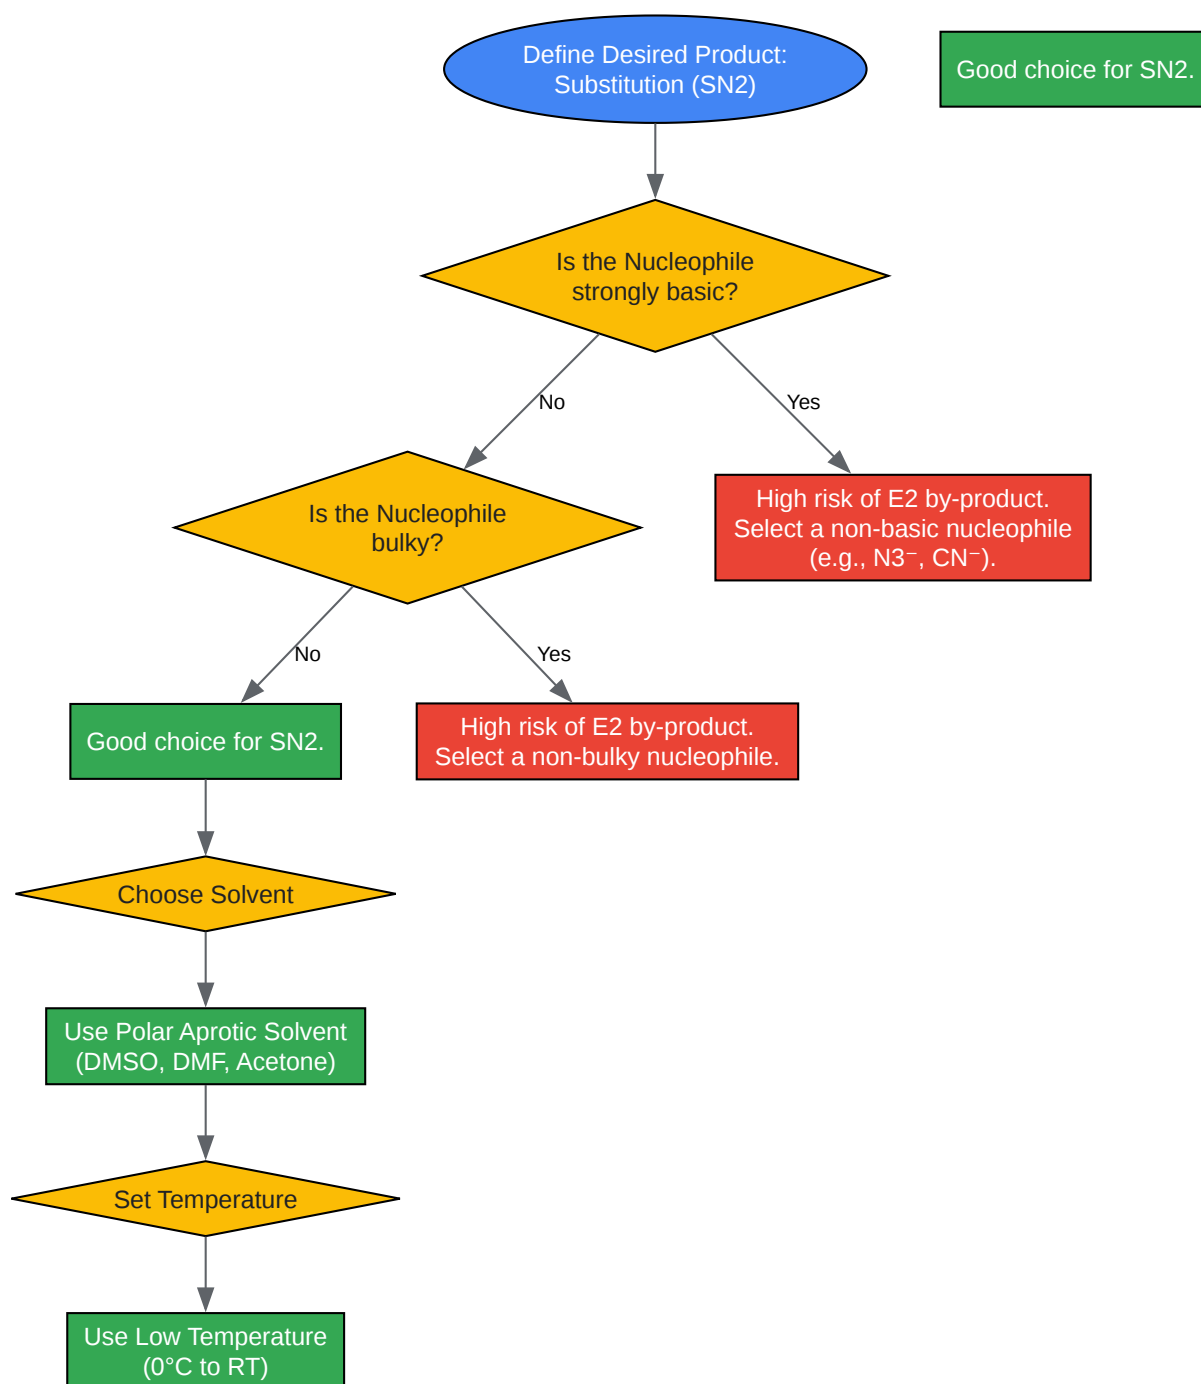 Define Desired Product:
Substitution (SN2)
Good choice for SN2.
Is the Nucleophile
strongly basic?
No
Yes
Is the Nucleophile
bulky?
High risk of E2 by-product.
Select a non-basic nucleophile
(e.g., N3⁻, CN⁻).
No
Yes
Good choice for SN2.
High risk of E2 by-product.
Select a non-bulky nucleophile.
Choose Solvent
Use Polar Aprotic Solvent
(DMSO, DMF, Acetone)
Set Temperature
Use Low Temperature
(0°C to RT)